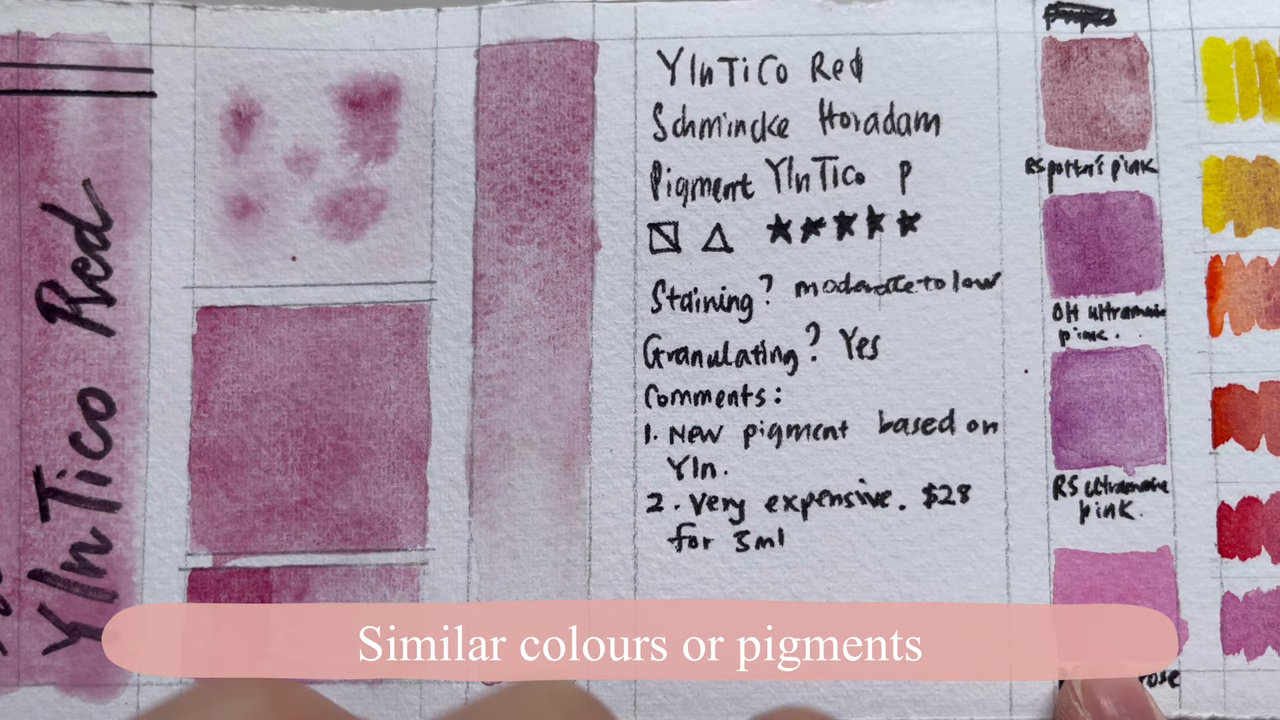 YInTiCo Red
YInTiCo Red
Schmincke Horadam
Pigment YInTiCo P
Staining? moderate to low
Granulating? Yes
Comments:
1. New pigment based on
YIn.
2. Very expensive. $28
for 5ml
RS potter's pink
DH ultramarine
pink.
RS ultramarine
pink.
rose
Similar colours or pigments